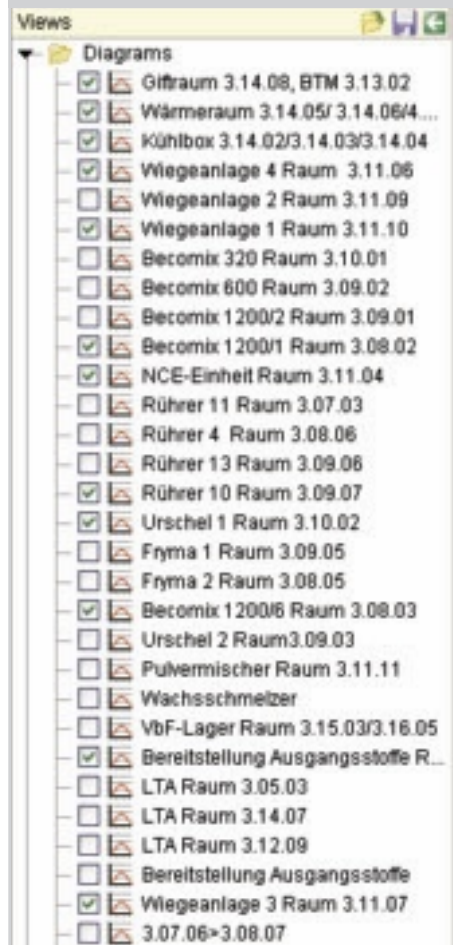 Views
Diagrams
Giftraum 3.14.08, BTM 3.13.02
Wärmeraum 3.14.05/ 3.14.06/4....
Kühlbox 3.14.02/3.14.03/3.14.04
Wiegeanlage 4 Raum  3.11.06
Wiegeanlage 2 Raum 3.11.09
Wiegeanlage 1 Raum 3.11.10
Becomix 320 Raum 3.10.01
Becomix 600 Raum 3.09.02
Becomix 1200/2 Raum 3.09.01
Becomix 1200/1 Raum 3.08.02
NCE-Einheit Raum 3.11.04
Rührer 11 Raum 3.07.03
Rührer 4  Raum 3.08.06
Rührer 13 Raum 3.09.06
Rührer 10 Raum 3.09.07
Urschel 1 Raum 3.10.02
Fryma 1 Raum 3.09.05
Fryma 2 Raum 3.08.05
Becomix 1200/6 Raum 3.08.03
Urschel 2 Raum3.09.03
Pulvermischer Raum 3.11.11
Wachsschmelzer
VbF-Lager Raum 3.15.03/3.16.05
Bereitstellung Ausgangsstoffe R...
LTA Raum 3.05.03
LTA Raum 3.14.07
LTA Raum 3.12.09
Bereitstellung Ausgangsstoffe
Wiegeanlage 3 Raum 3.11.07
3.07.06>3.08.07